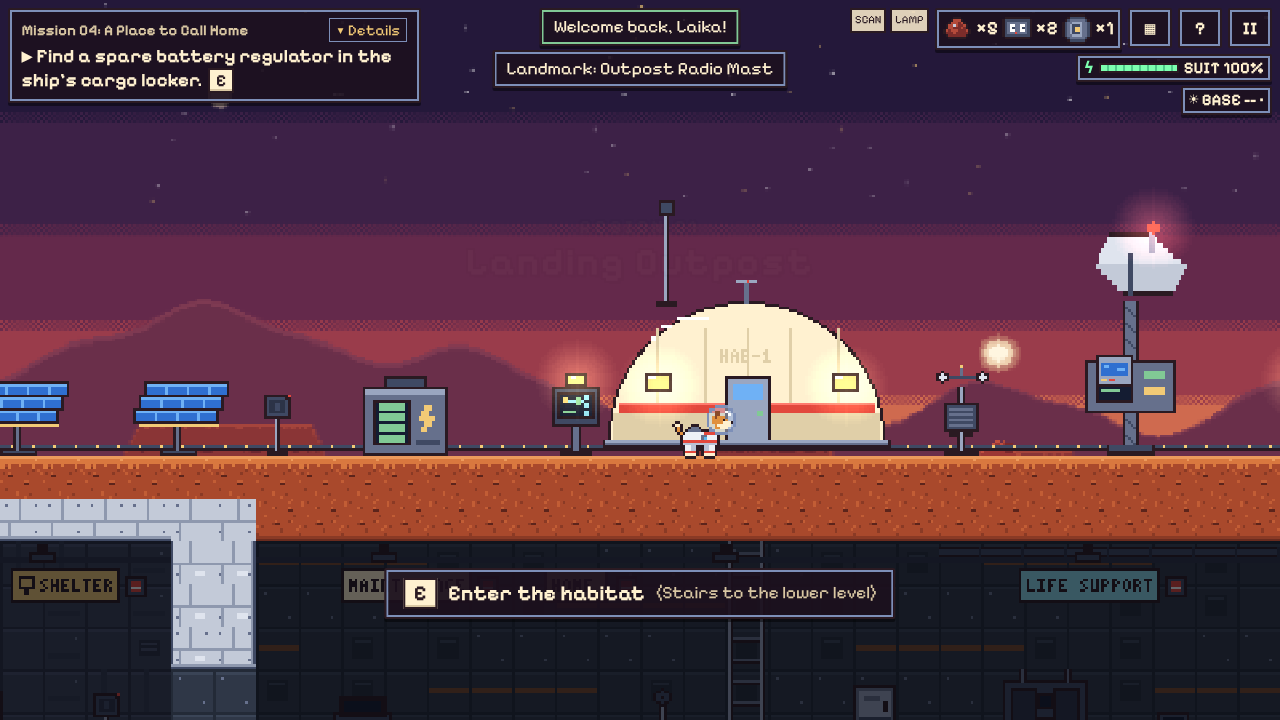 Mission 04: A Place to Call Home
▾ Details
▶ Find a spare battery regulator in the
ship's cargo locker. E
Welcome back, Laika!
Landmark: Outpost Radio Mast
SCAN
LAMP
×9
×2
×1
?
II
SUIT 100%
BASE --
Landing Outpost
HAB-1
SHELTER
LIFE SUPPORT
E Enter the habitat (Stairs to the lower level)